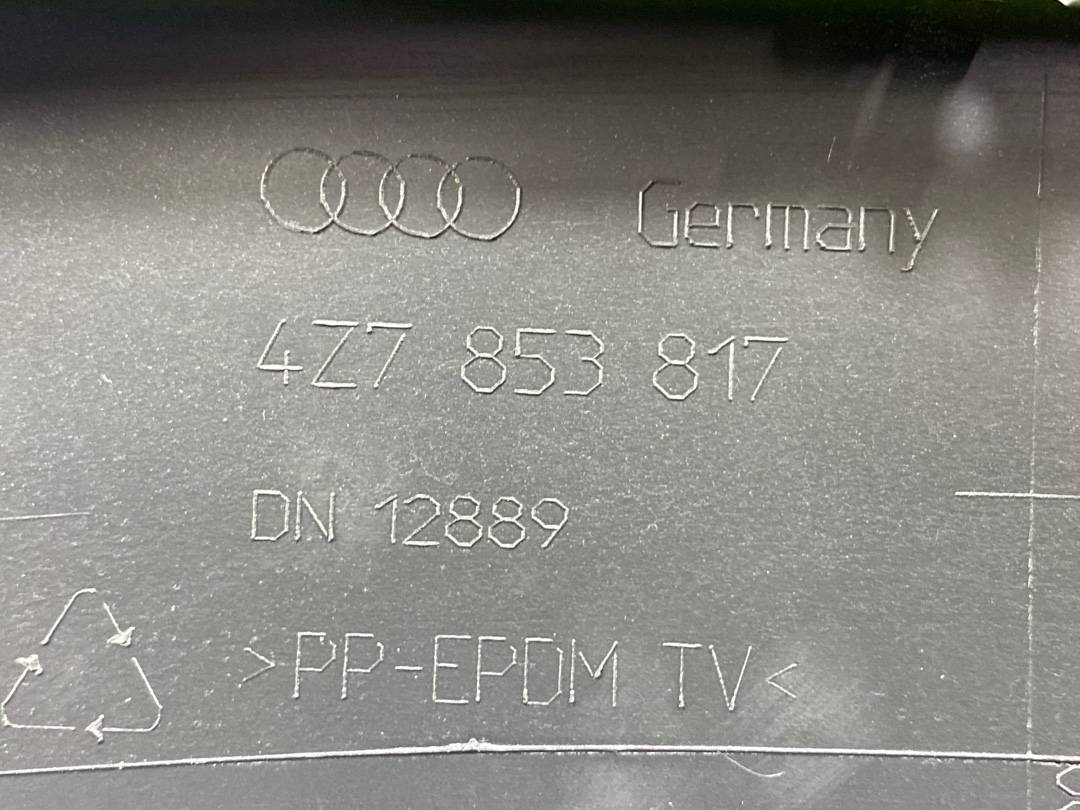 Germany
4Z7 853 817
DN 12889
>PP-EPDM TV<